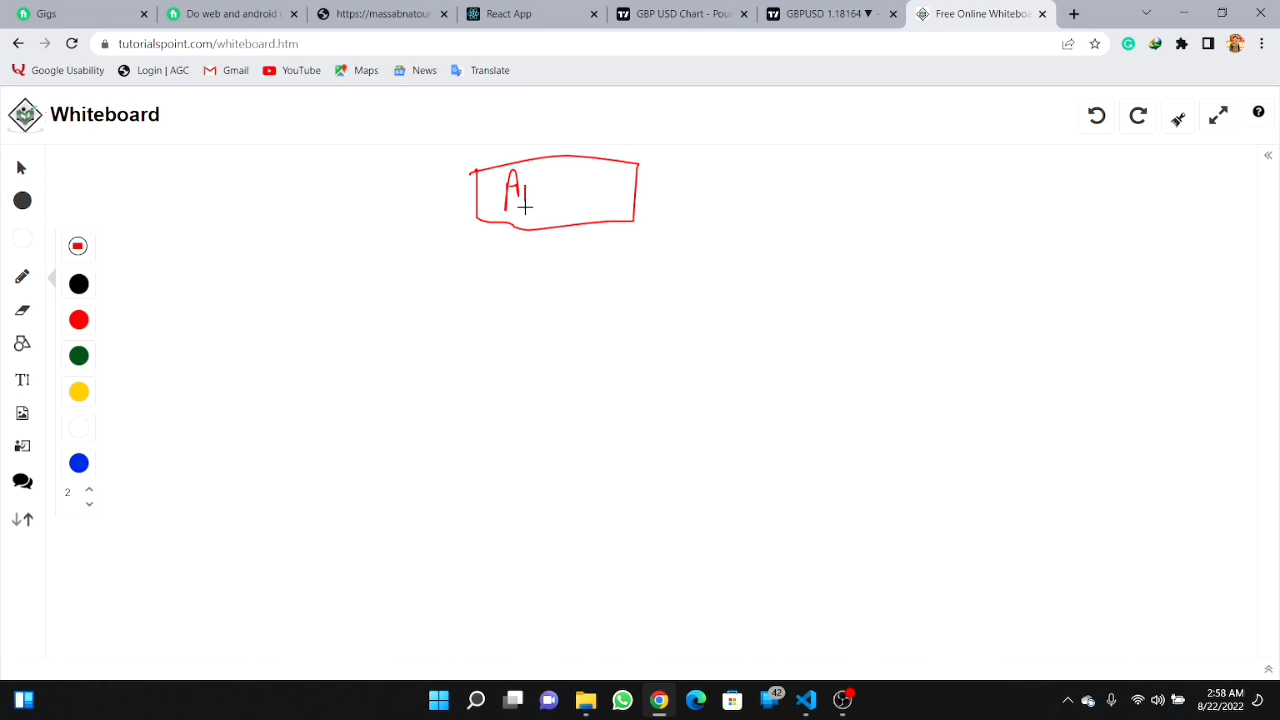 Gigs
Do web and android
https://massabnatour
React App
GBP USD Chart - Pour
GBPUSD 1.18164 ▼
Free Online Whiteboa
tutorialspoint.com/whiteboard.htm
Google Usability
Login | AGC
Gmail
YouTube
Maps
News
Translate
Whiteboard
A
TI
2
42
2:58 AM
8/22/2022